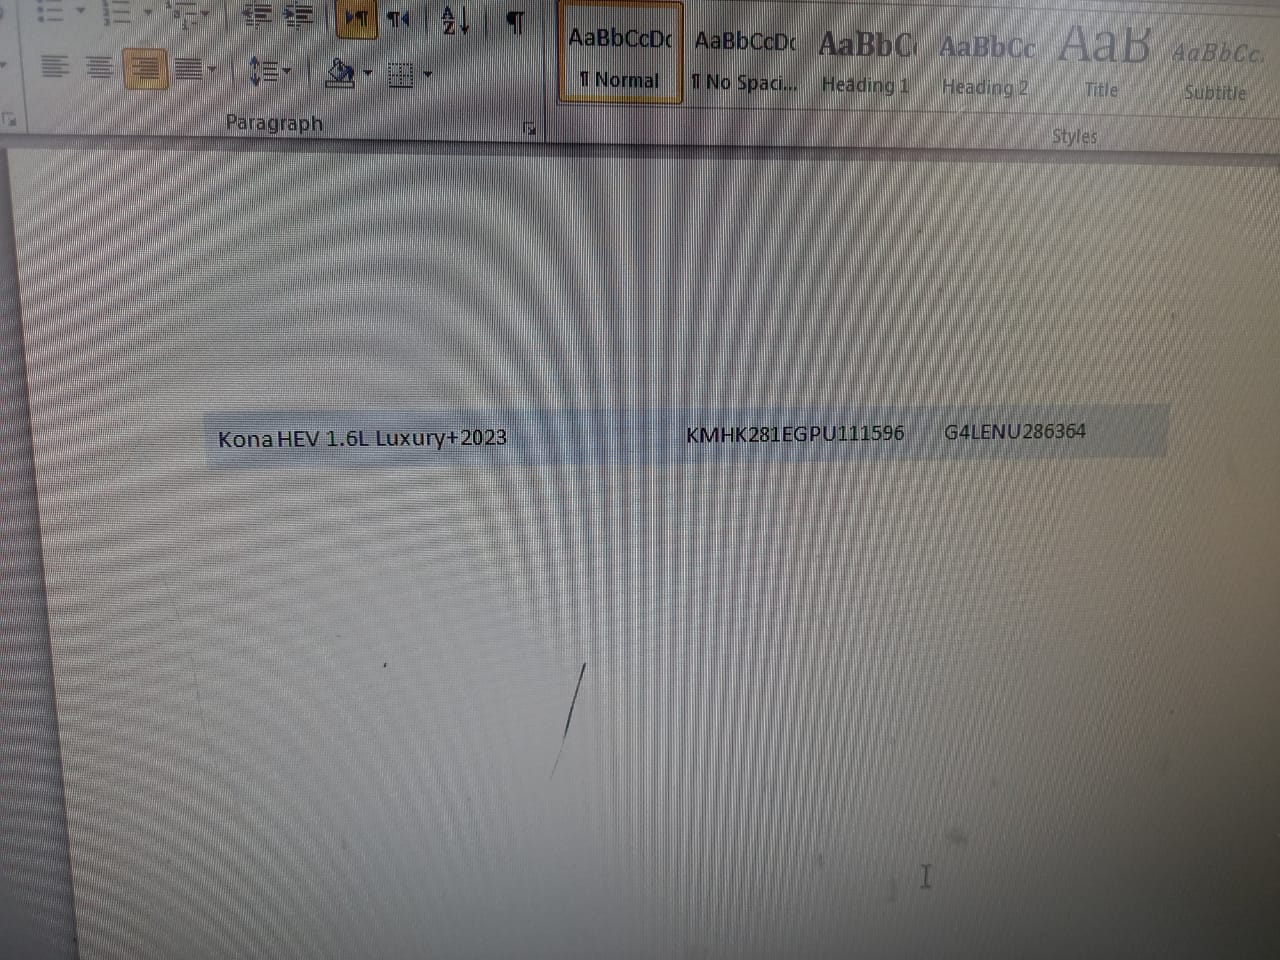 AaBbCcDc AaBbCcDc AaBbCc AaBbCc AaB AaBbCc.
¶ Normal ¶ No Spaci... Heading 1 Heading 2 Title Subtitle
Paragraph Styles
Kona HEV 1.6L Luxury+2023 KMHK281EGPU111596 G4LENU286364